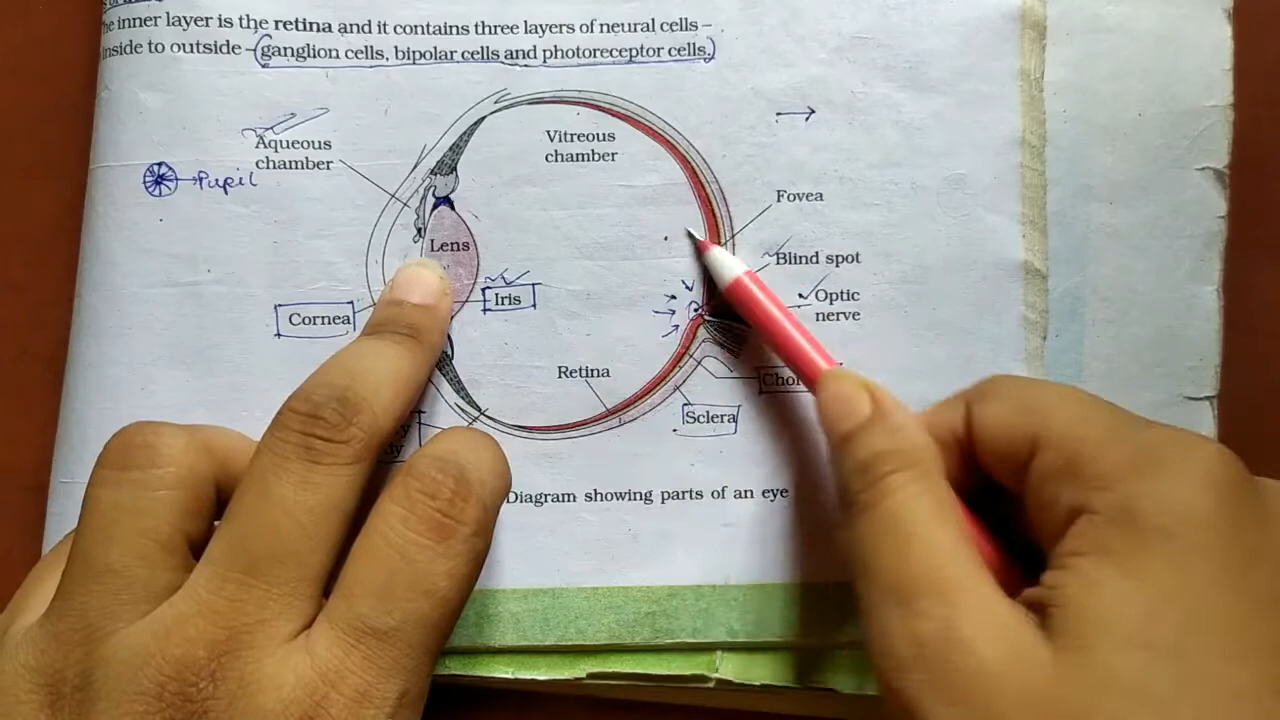 he inner layer is the retina and it contains three layers of neural cells –
inside to outside – (ganglion cells, bipolar cells and photoreceptor cells.)
Aqueous
chamber
Pupil
Vitreous
chamber
Fovea
Lens
Blind spot
Iris
Optic
nerve
Cornea
Retina
Sclera
Diagram showing parts of an eye